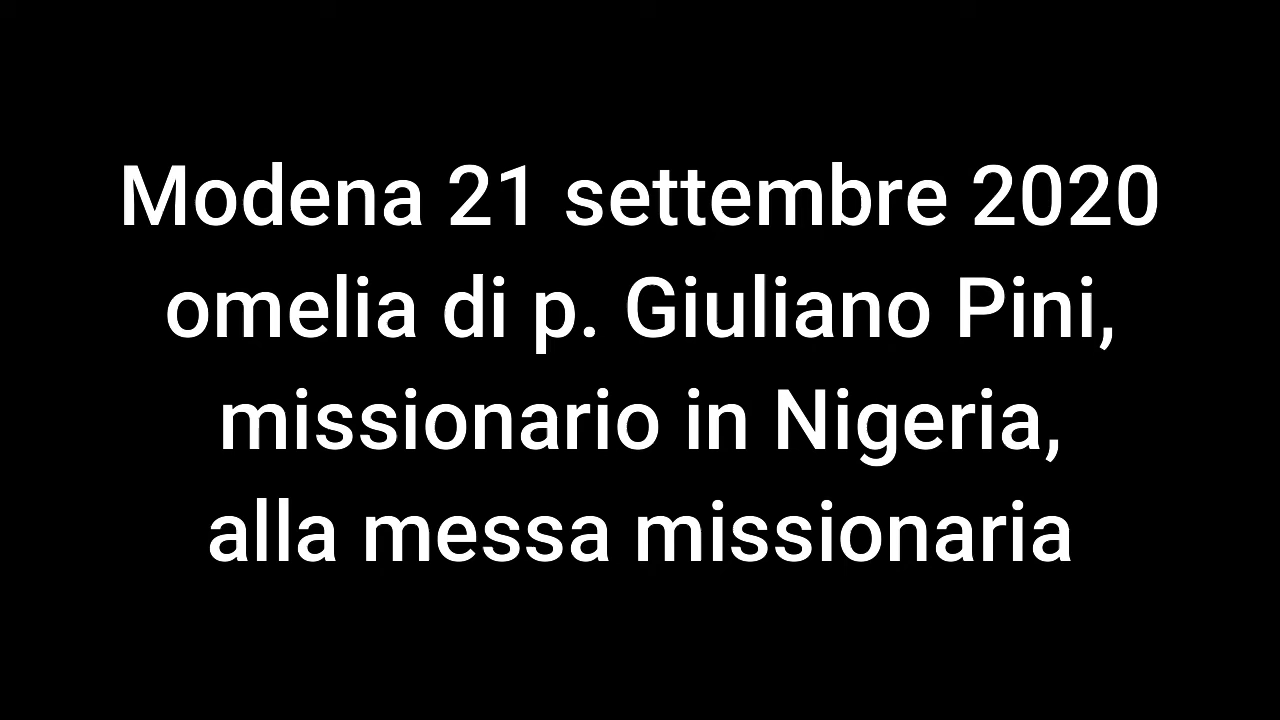 Modena 21 settembre 2020
omelia di p. Giuliano Pini,
missionario in Nigeria,
alla messa missionaria